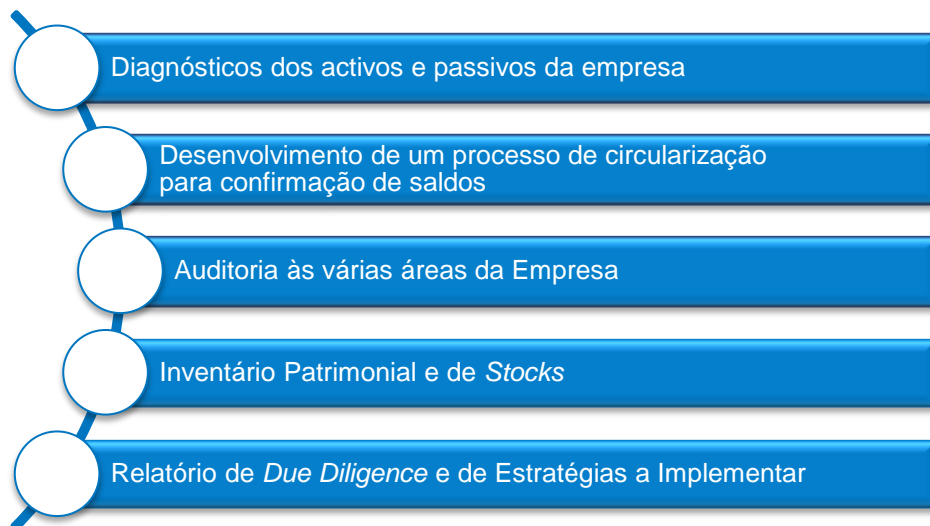 Diagnósticos dos activos e passivos da empresa
Desenvolvimento de um processo de circularização
para confirmação de saldos
Auditoria às várias áreas da Empresa
Inventário Patrimonial e de Stocks
Relatório de Due Diligence e de Estratégias a Implementar